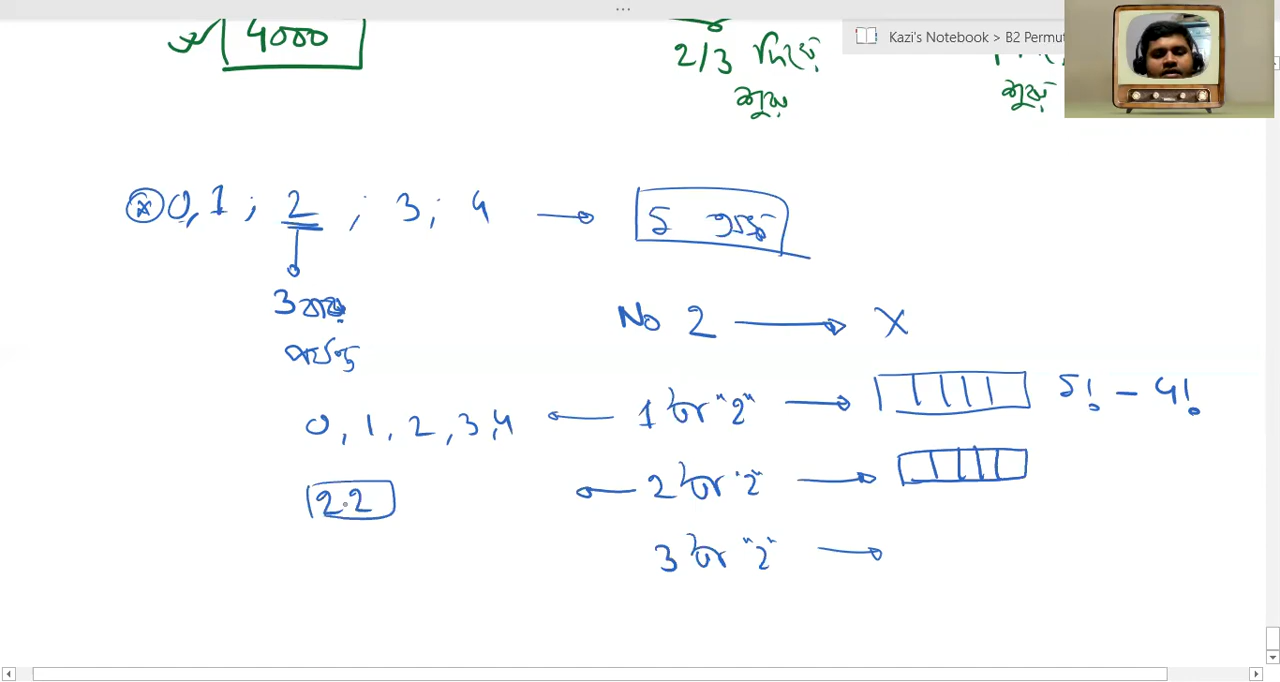 ...
4000
2/3 দিয়ে
শুরু
শুরু
Kazi's Notebook > B2 Permut
⊛ 0, 1 ; 2 ; 3 ; 4 → 5 অঙ্ক
3 বার
পর্যন্ত
No 2 → X
0, 1, 2, 3, 4 ← 1 টা "2" → 5! - 4!
2 2 ← 2 টা "2" →
3 টা "2" →